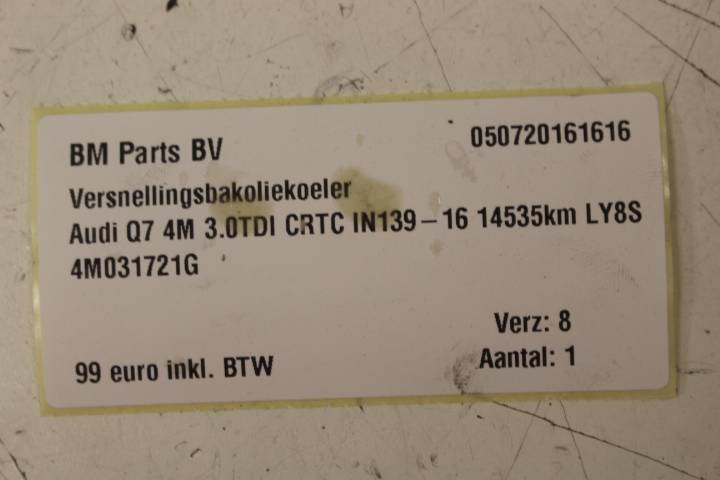 BM Parts BV 050720161616
Versnellingsbakoliekoeler
Audi Q7 4M 3.0TDI CRTC IN139-16 14535km LY8S
4M031721G
Verz: 8
99 euro inkl. BTW Aantal: 1